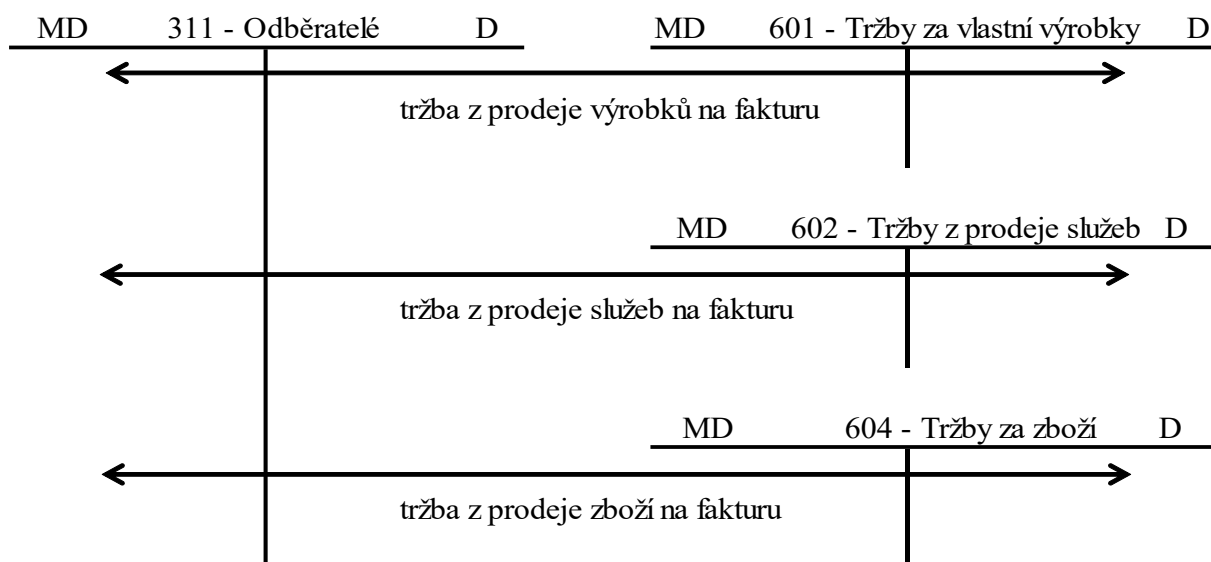 MD 311 - Odběratelé D MD 601 - Tržby za vlastní výrobky D
tržba z prodeje výrobků na fakturu
MD 602 - Tržby z prodeje služeb D
tržba z prodeje služeb na fakturu
MD 604 - Tržby za zboží D
tržba z prodeje zboží na fakturu